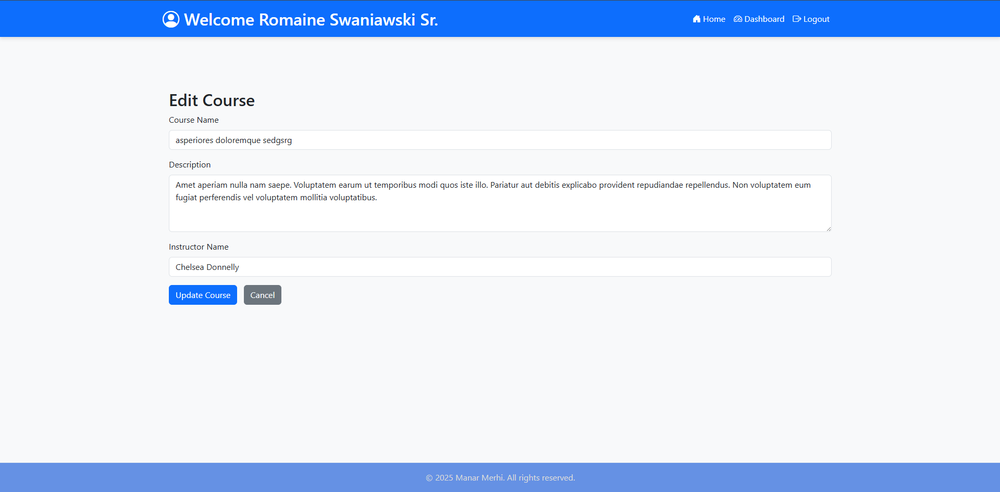 Welcome Romaine Swaniawski Sr.
Home Dashboard Logout
Edit Course
Course Name
asperiores doloremque sedgsrg
Description
Amet aperiam nulla nam saepe. Voluptatem earum ut temporibus modi quos iste illo. Pariatur aut debitis explicabo provident repudiandae repellendus. Non voluptatem eum
fugiat perferendis vel voluptatem mollitia voluptatibus.
Instructor Name
Chelsea Donnelly
Update Course Cancel
© 2025 Manar Merhi. All rights reserved.